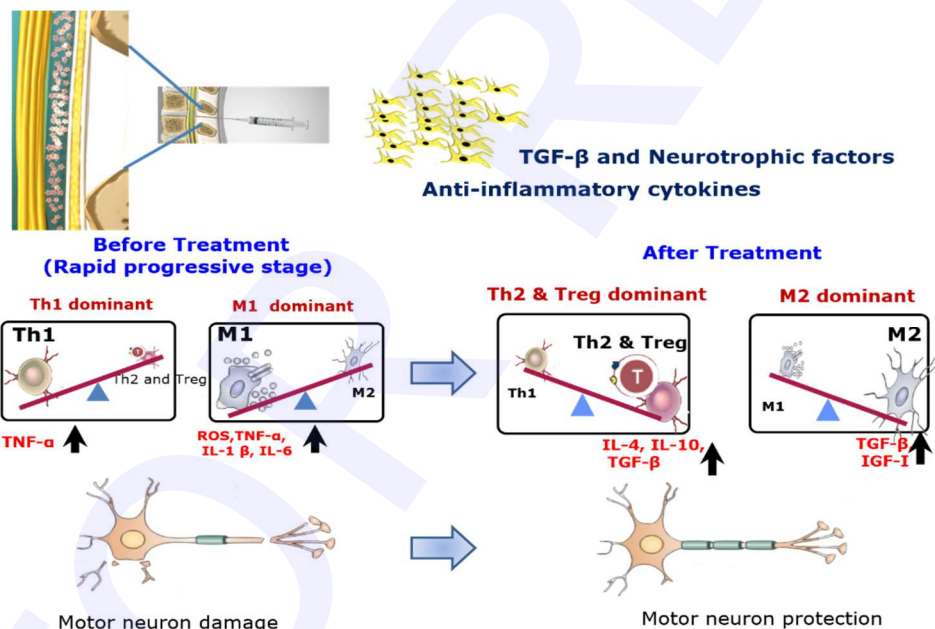 TGF-β and Neurotrophic factors
Anti-inflammatory cytokines
Before Treatment
(Rapid progressive stage)
After Treatment
Th1 dominant
M1 dominant
Th2 & Treg dominant
M2 dominant
Th1
T
Th2 and Treg
M1
M2
Th2 & Treg
T
Th1
M2
M1
TNF-α
ROS,TNF-α,
IL-1 β, IL-6
IL-4, IL-10,
TGF-β
TGF-β,
IGF-I
Motor neuron damage
Motor neuron protection